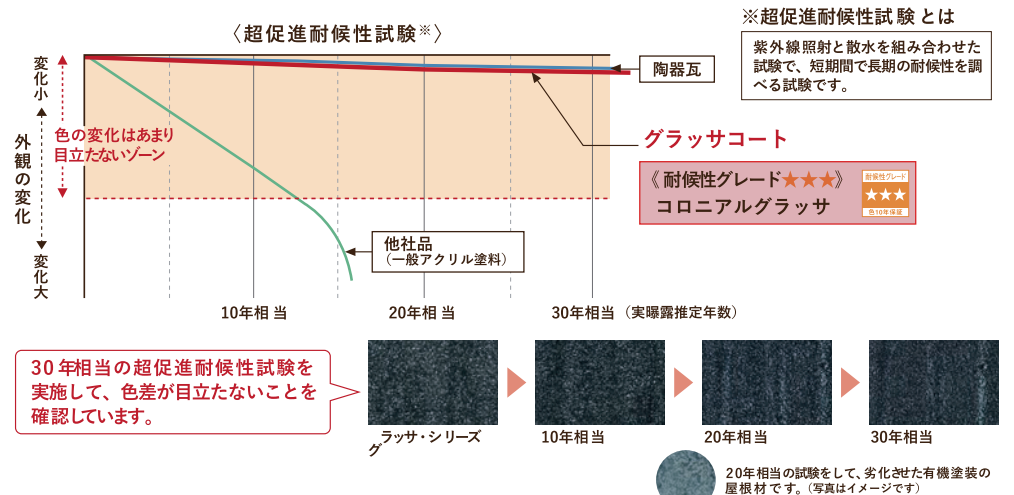 〈超促進耐候性試験※〉
※超促進耐候性試験とは
紫外線照射と散水を組み合わせた
試験で、短期間で長期の耐候性を調
べる試験です。
変化小
外観の変化
変化大
色の変化はあまり
目立たないゾーン
陶器瓦
グラッサコート
《耐候性グレード★★★》
コロニアルグラッサ
耐候性グレード
★★★
色10年保証
他社品
（一般アクリル塗料）
10年相当
20年相当
30年相当（実曝露推定年数）
30年相当の超促進耐候性試験を
実施して、色差が目立たないことを
確認しています。
グラッサ・シリーズ
10年相当
20年相当
30年相当
20年相当の試験をして、劣化させた有機塗装の
屋根材です。（写真はイメージです）